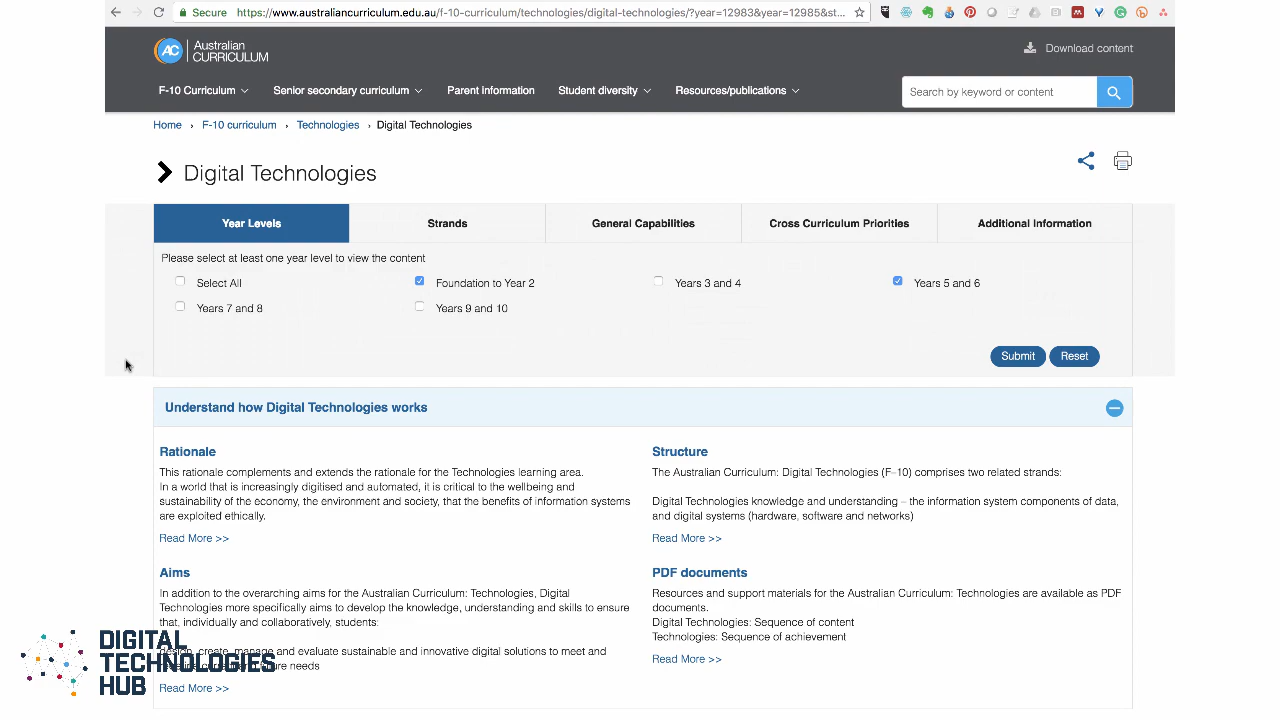 Secure https://www.australiancurriculum.edu.au/f-10-curriculum/technologies/digital-technologies/?year=12983&year=12985&st...
AC Australian
CURRICULUM
Download content
F-10 Curriculum Senior secondary curriculum Parent information Student diversity Resources/publications
Search by keyword or content
Home › F-10 curriculum › Technologies › Digital Technologies
Digital Technologies
Year Levels Strands General Capabilities Cross Curriculum Priorities Additional Information
Please select at least one year level to view the content
Select All Foundation to Year 2 Years 3 and 4 Years 5 and 6
Years 7 and 8 Years 9 and 10
Submit Reset
Understand how Digital Technologies works
Rationale
This rationale complements and extends the rationale for the Technologies learning area.
In a world that is increasingly digitised and automated, it is critical to the wellbeing and
sustainability of the economy, the environment and society, that the benefits of information systems
are exploited ethically.
Read More >>
Structure
The Australian Curriculum: Digital Technologies (F–10) comprises two related strands:
Digital Technologies knowledge and understanding – the information system components of data,
and digital systems (hardware, software and networks)
Read More >>
Aims
In addition to the overarching aims for the Australian Curriculum: Technologies, Digital
Technologies more specifically aims to develop the knowledge, understanding and skills to ensure
that, individually and collaboratively, students:
create, manage and evaluate sustainable and innovative digital solutions to meet and
needs
Read More >>
PDF documents
Resources and support materials for the Australian Curriculum: Technologies are available as PDF
documents.
Digital Technologies: Sequence of content
Technologies: Sequence of achievement
Read More >>
DIGITAL
TECHNOLOGIES
HUB